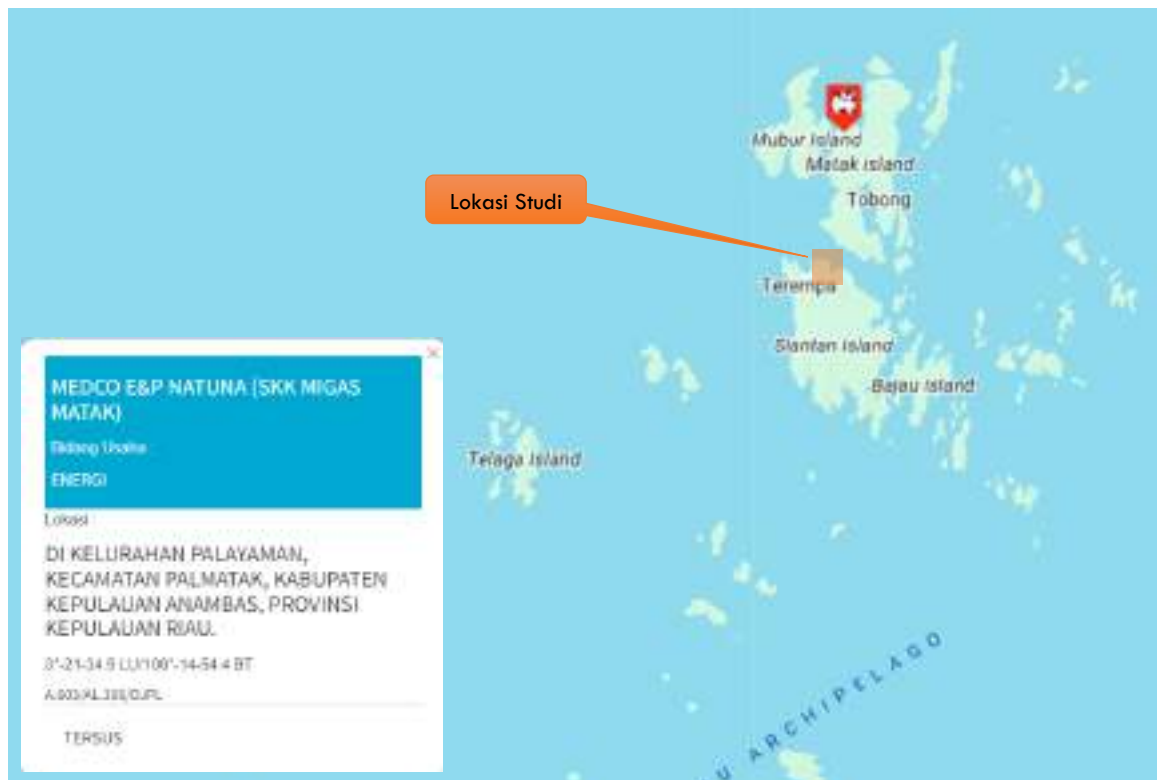 Mubur Island
Matak island
Lokasi Studi
Tobong
Terempa
Siantan Island
Bajau Island
Telaga Island
MEDCO E&P NATUNA (SKK MIGAS
MATAK)
Bidang Usaha
ENERGI
Lokasi
DI KELURAHAN PALAYAMAN,
KECAMATAN PALMATAK, KABUPATEN
KEPULAUAN ANAMBAS, PROVINSI
KEPULAUAN RIAU.
TERSUS
U ARCHIPELAGO